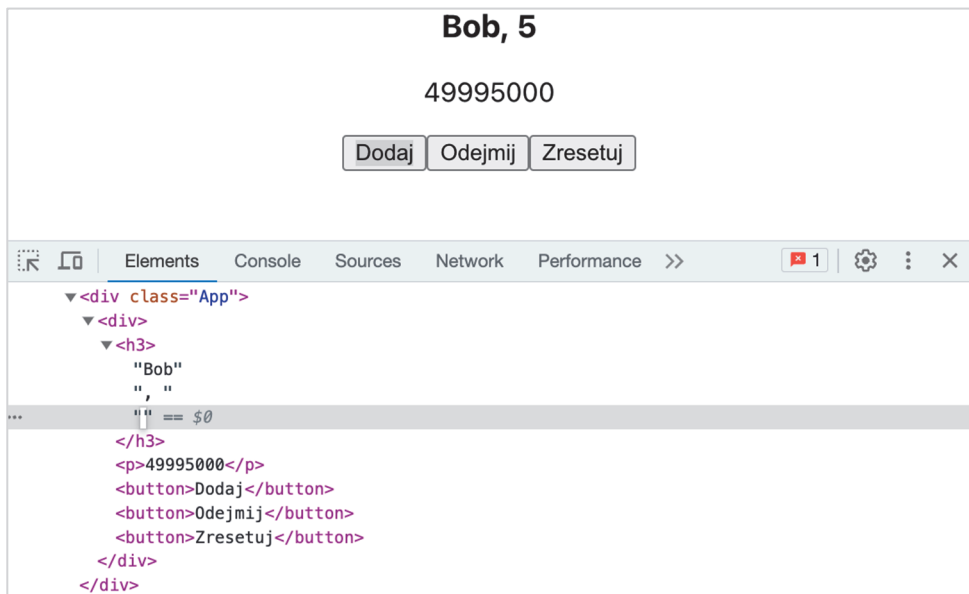 Bob, 5
49995000
Dodaj Odejmij Zresetuj
Elements Console Sources Network Performance 1
<div class="App">
<div>
<h3>
"Bob"
", "
"" == $0
</h3>
<p>49995000</p>
<button>Dodaj</button>
<button>Odejmij</button>
<button>Zresetuj</button>
</div>
</div>